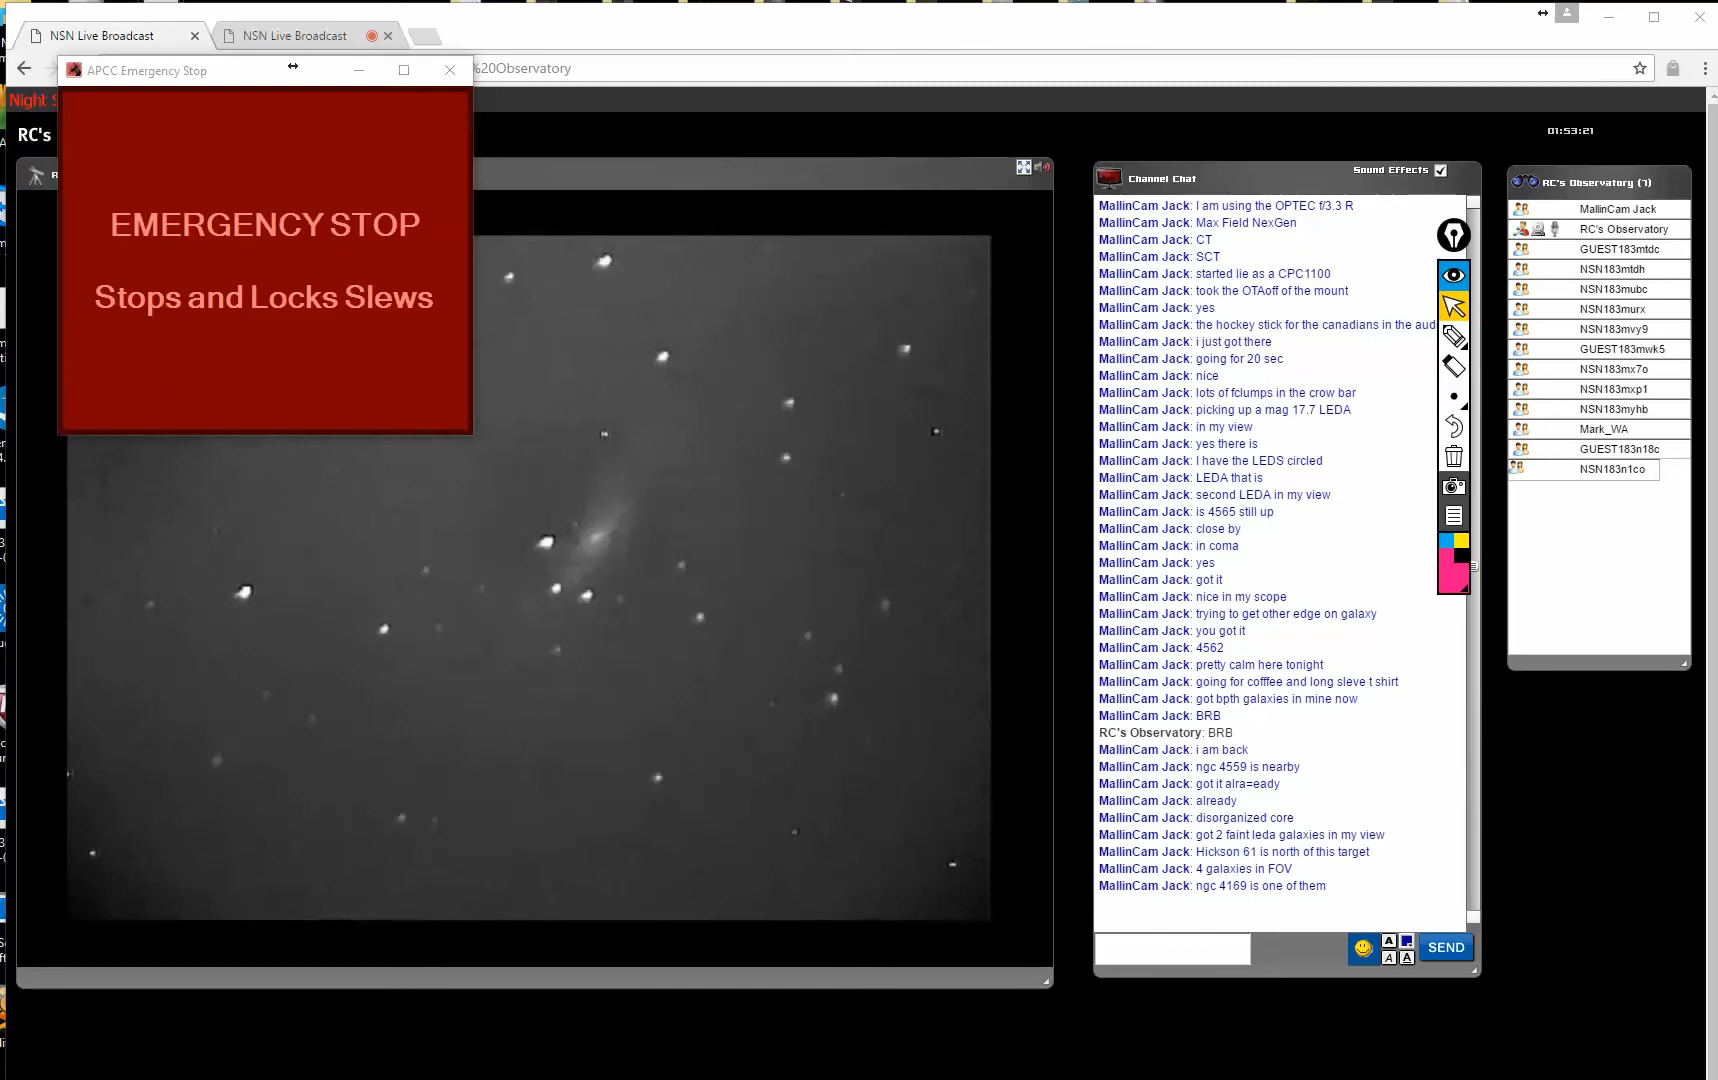 NSN Live Broadcast
NSN Live Broadcast
APCC Emergency Stop
%20Observatory
Night S
RC's
01:53:21
EMERGENCY STOP
Stops and Locks Slews
Channel Chat
Sound Effects
MallinCam Jack: I am using the OPTEC f/3.3 R
MallinCam Jack: Max Field NexGen
MallinCam Jack: CT
MallinCam Jack: SCT
MallinCam Jack: started lie as a CPC1100
MallinCam Jack: took the OTAoff of the mount
MallinCam Jack: yes
MallinCam Jack: the hockey stick for the canadians in the aud
MallinCam Jack: i just got there
MallinCam Jack: going for 20 sec
MallinCam Jack: nice
MallinCam Jack: lots of fclumps in the crow bar
MallinCam Jack: picking up a mag 17.7 LEDA
MallinCam Jack: in my view
MallinCam Jack: yes there is
MallinCam Jack: I have the LEDS circled
MallinCam Jack: LEDA that is
MallinCam Jack: second LEDA in my view
MallinCam Jack: is 4565 still up
MallinCam Jack: close by
MallinCam Jack: in coma
MallinCam Jack: yes
MallinCam Jack: got it
MallinCam Jack: nice in my scope
MallinCam Jack: trying to get other edge on galaxy
MallinCam Jack: you got it
MallinCam Jack: 4562
MallinCam Jack: pretty calm here tonight
MallinCam Jack: going for cofffee and long sleve t shirt
MallinCam Jack: got bpth galaxies in mine now
MallinCam Jack: BRB
RC's Observatory: BRB
MallinCam Jack: i am back
MallinCam Jack: ngc 4559 is nearby
MallinCam Jack: got it alra=eady
MallinCam Jack: already
MallinCam Jack: disorganized core
MallinCam Jack: got 2 faint leda galaxies in my view
MallinCam Jack: Hickson 61 is north of this target
MallinCam Jack: 4 galaxies in FOV
MallinCam Jack: ngc 4169 is one of them
SEND
RC's Observatory (7)
MallinCam Jack
RC's Observatory
GUEST183mtdc
NSN183mtdh
NSN183mubc
NSN183murx
NSN183mvy9
GUEST183mwk5
NSN183mx7o
NSN183mxp1
NSN183myhb
Mark_WA
GUEST183n18c
NSN183n1co